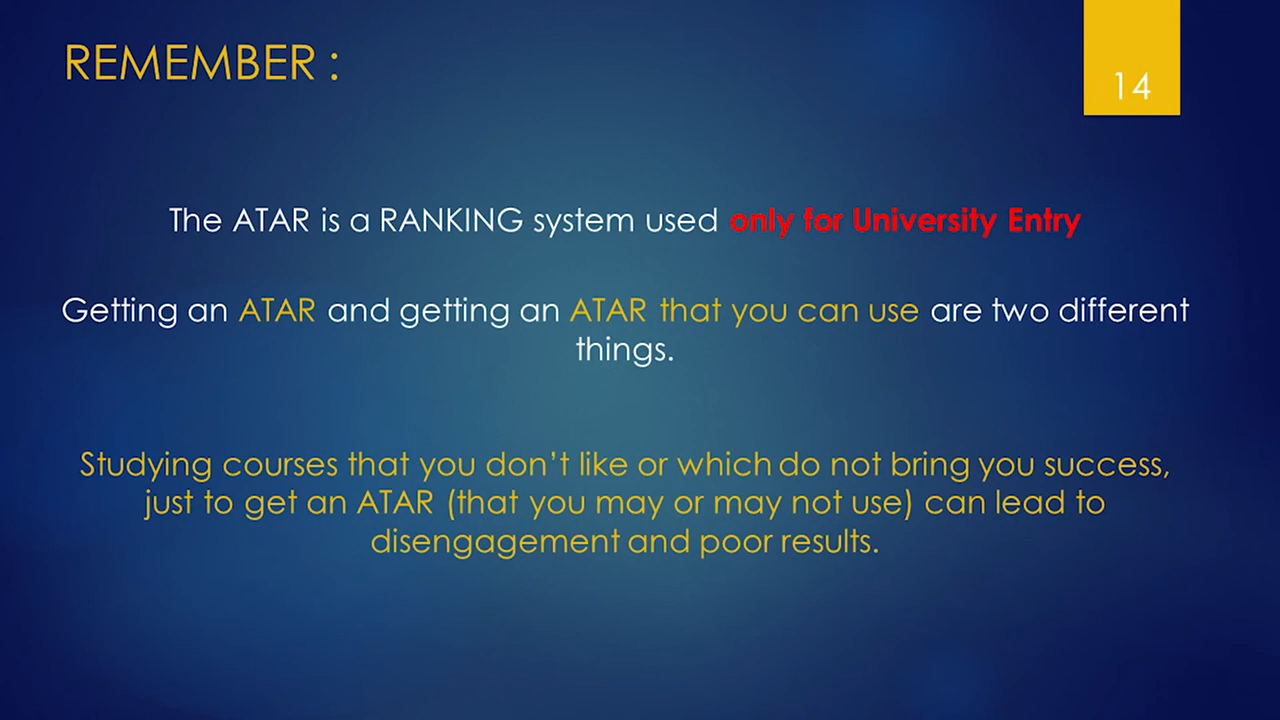 REMEMBER :
14
The ATAR is a RANKING system used only for University Entry
Getting an ATAR and getting an ATAR that you can use are two different
things.
Studying courses that you don’t like or which do not bring you success,
just to get an ATAR (that you may or may not use) can lead to
disengagement and poor results.